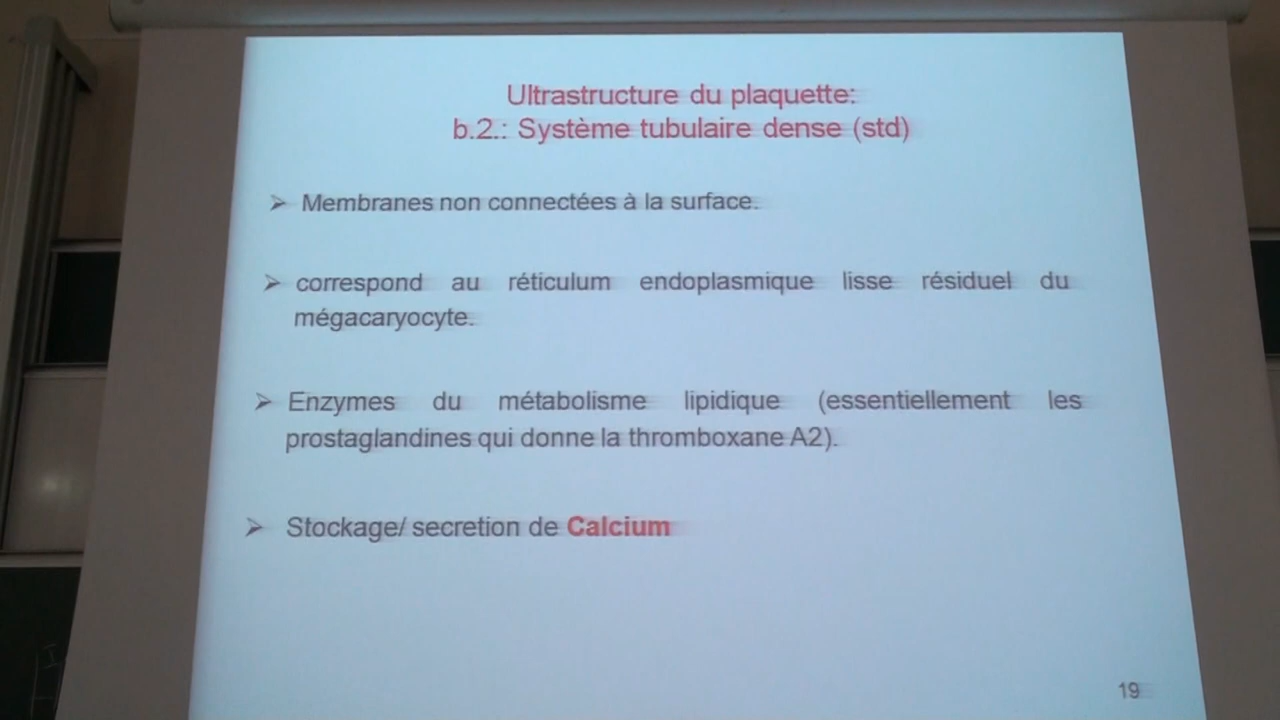 Ultrastructure du plaquette:
b.2.: Système tubulaire dense (std)
➢ Membranes non connectées à la surface.
➢ correspond au réticulum endoplasmique lisse résiduel du
mégacaryocyte.
➢ Enzymes du métabolisme lipidique (essentiellement les
prostaglandines qui donne la thromboxane A2).
➢ Stockage/ secretion de Calcium
19